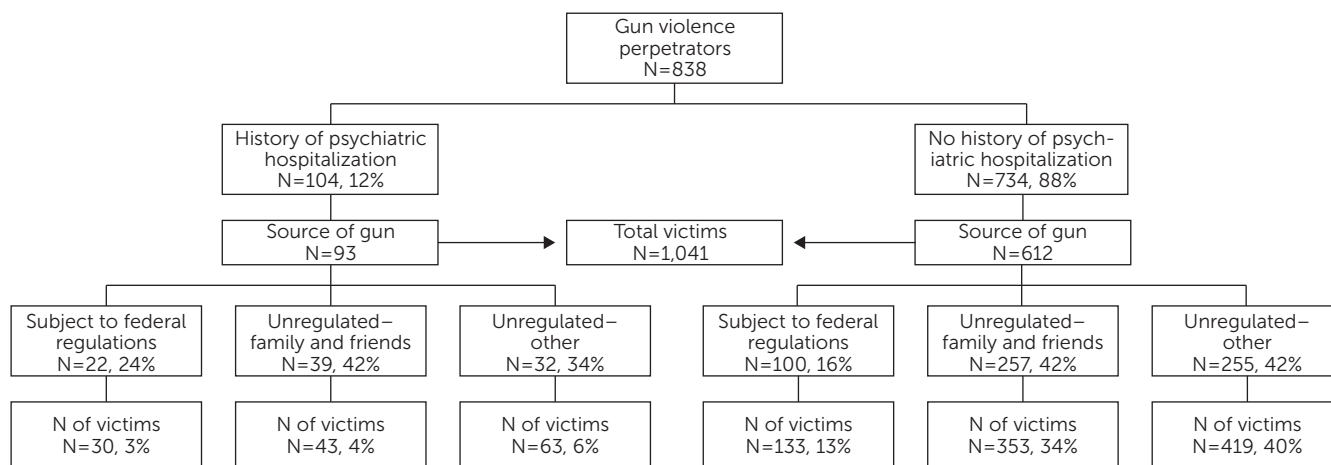 Gun violence
perpetrators
N=838
History of psychiatric
hospitalization
N=104, 12%
No history of psych-
iatric hospitalization
N=734, 88%
Source of gun
N=93
Total victims
N=1,041
Source of gun
N=612
Subject to federal
regulations
N=22, 24%
Unregulated–
family and friends
N=39, 42%
Unregulated–
other
N=32, 34%
Subject to federal
regulations
N=100, 16%
Unregulated–
family and friends
N=257, 42%
Unregulated–
other
N=255, 42%
N of victims
N=30, 3%
N of victims
N=43, 4%
N of victims
N=63, 6%
N of victims
N=133, 13%
N of victims
N=353, 34%
N of victims
N=419, 40%